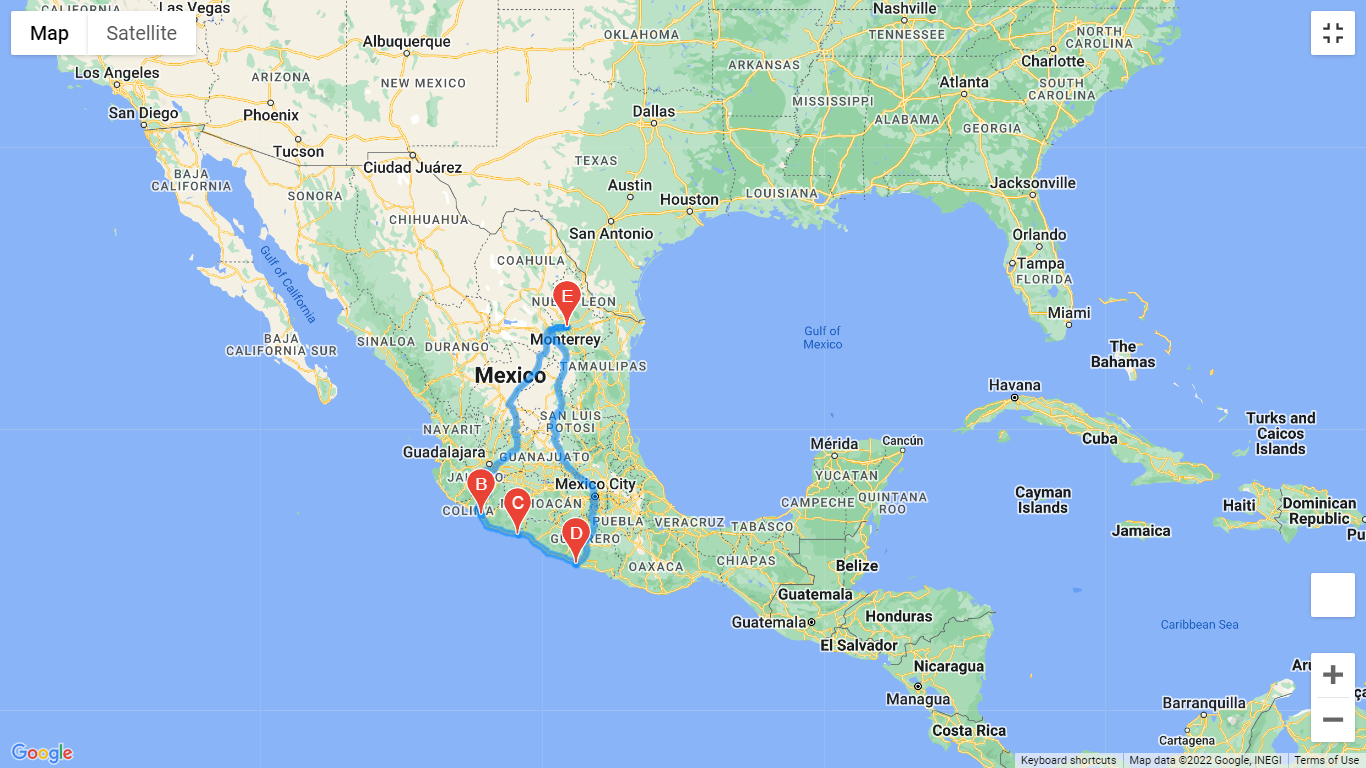 CALIFORNIA
Las Vegas
Map
Satellite
Albuquerque
OKLAHOMA
Nashville
TENNESSEE
NORTH
CAROLINA
Charlotte
Los Angeles
ARIZONA
NEW MEXICO
ARKANSAS
Atlanta
SOUTH
CAROLINA
San Diego
Phoenix
Dallas
MISSISSIPPI
ALABAMA
GEORGIA
Tucson
Ciudad Juárez
TEXAS
BAJA
CALIFORNIA
SONORA
Austin
Houston
LOUISIANA
Jacksonville
CHIHUAHUA
San Antonio
Orlando
Gulf of California
COAHUILA
Tampa
FLORIDA
E
NUEVO LEON
Miami
BAJA
CALIFORNIA SUR
SINALOA
DURANGO
Monterrey
Gulf of
Mexico
The
Bahamas
Mexico
TAMAULIPAS
Havana
SAN LUIS
POTOSI
NAYARIT
Turks and
Caicos
Islands
Guadalajara
GUANAJUATO
Mérida
Cancún
Cuba
B
JALISCO
Mexico City
YUCATAN
C
MICHOACÁN
CAMPECHE
QUINTANA
ROO
Cayman
Islands
Haiti
Dominican
Republic
Pu
COLIMA
D
PUEBLA
VERACRUZ
TABASCO
Jamaica
GUERRERO
OAXACA
CHIAPAS
Belize
Guatemala
Honduras
Guatemala
Caribbean Sea
El Salvador
Nicaragua
Aru
Managua
Barranquilla
Costa Rica
Cartagena
Google
Keyboard shortcuts
Map data ©2022 Google, INEGI
Terms of Use